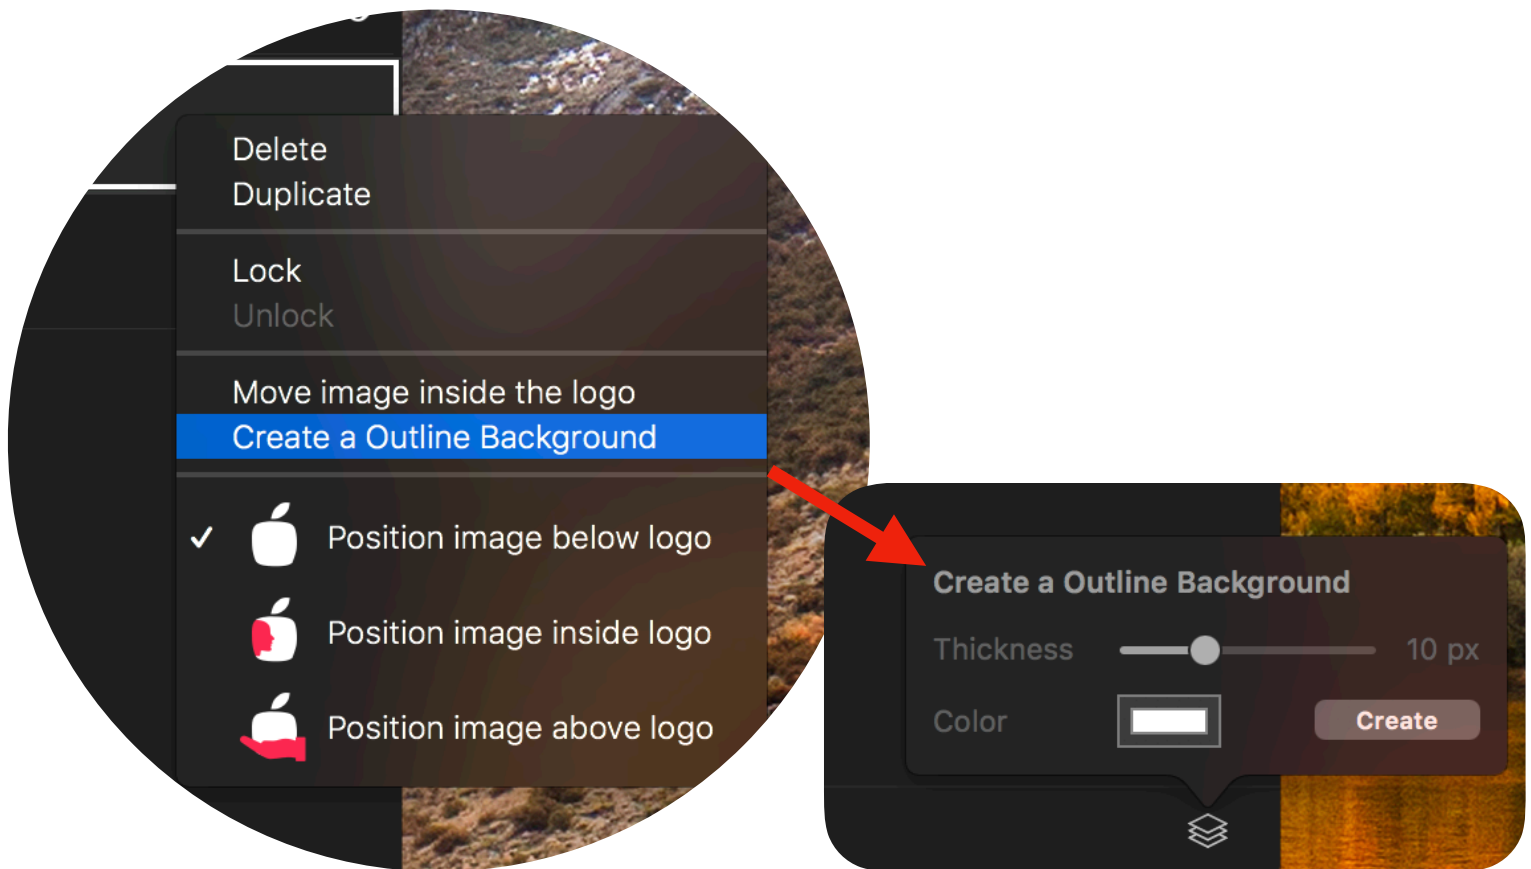 Delete
Duplicate
Lock
Unlock
Move image inside the logo
Create a Outline Background
Position image below logo
Position image inside logo
Position image above logo
Create a Outline Background
Thickness 10 px
Color Create